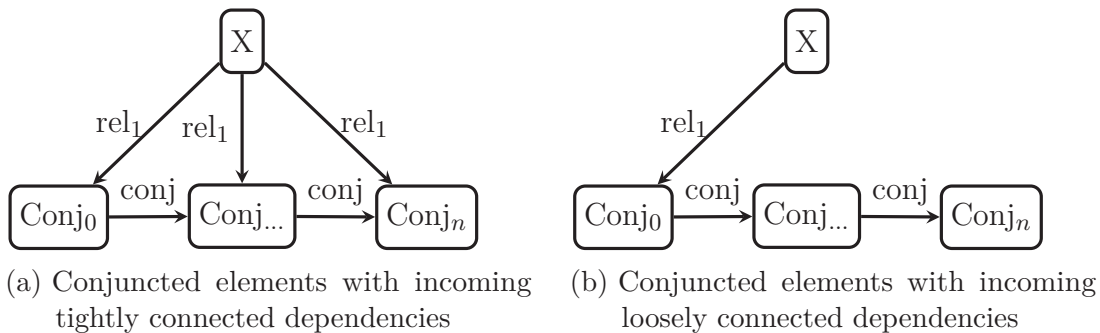 X
X
rel₁
rel₁
rel₁
rel₁
conj
conj
conj
conj
Conj₀
Conj...
Conjₙ
Conj₀
Conj...
Conjₙ
(a) Conjuncted elements with incoming
tightly connected dependencies
(b) Conjuncted elements with incoming
loosely connected dependencies